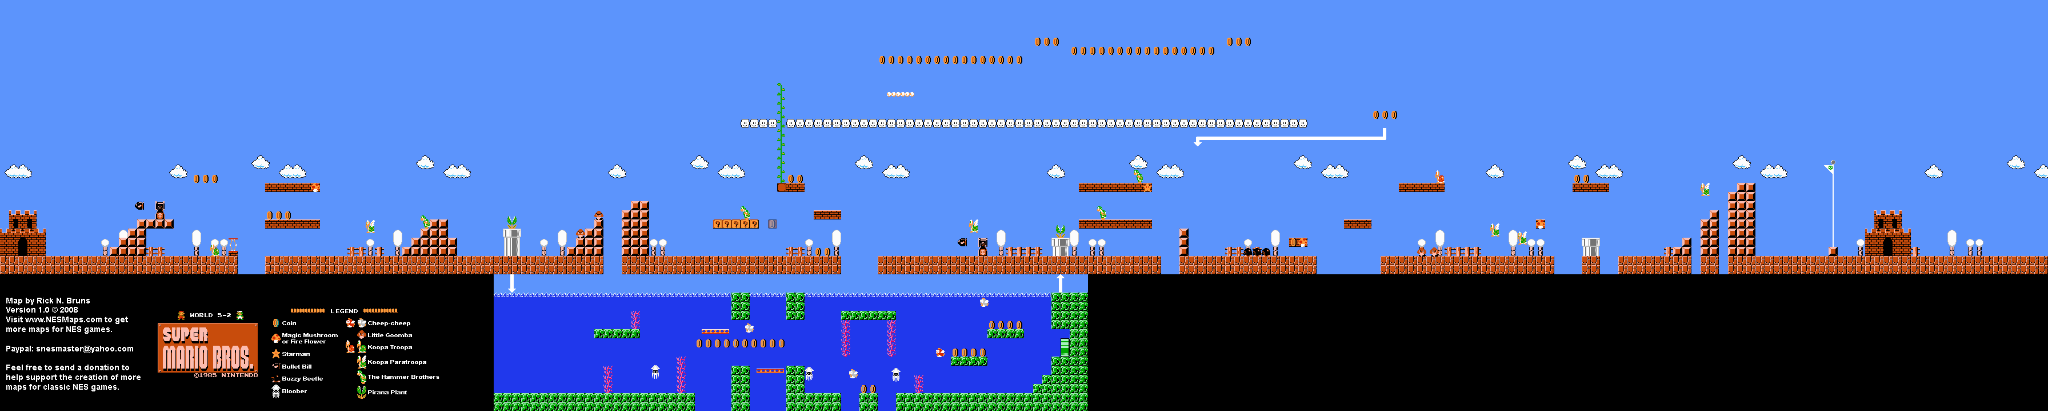 Map by Rick N. Bruns
Version 1.0 © 2008
Visit www.NESMaps.com to get
more maps for NES games.
Paypal: snesmaster@yahoo.com
Feel free to send a donation to
help support the creation of more
maps for classic NES games.
WORLD 5-2
SUPER
MARIO BROS.
©1985 NINTENDO
LEGEND
Coin
Magic Mushroom
or Fire Flower
Starman
Bullet Bill
Buzzy Beetle
Bloober
Cheep-cheep
Little Goomba
Koopa Troopa
Koopa Paratroopa
The Hammer Brothers
Pirana Plant
? ? ? ? ?